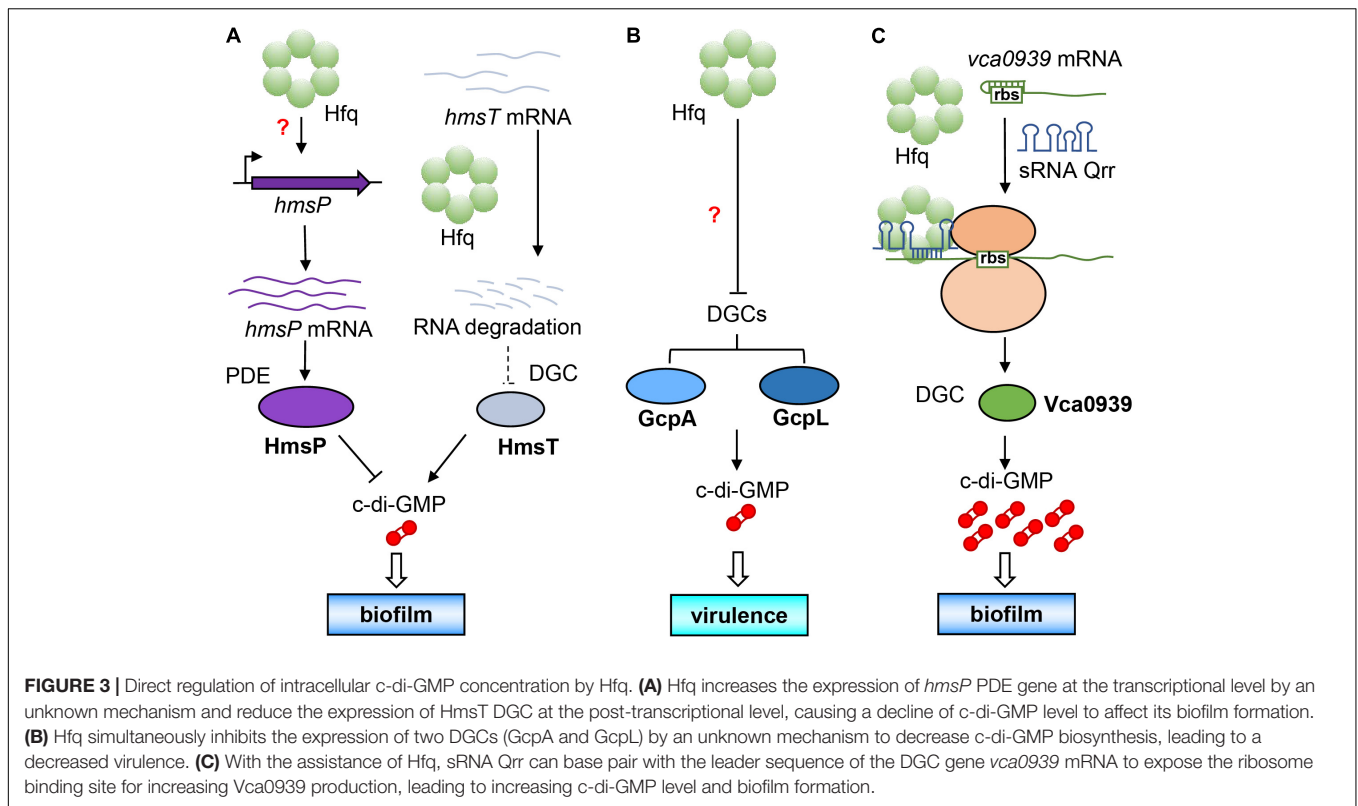 A
Hfq
?
hmsP
hmsP mRNA
PDE
HmsP
hmsT mRNA
Hfq
RNA degradation
DGC
HmsT
c-di-GMP
biofilm
B
Hfq
?
DGCs
GcpA
GcpL
c-di-GMP
virulence
C
vca0939 mRNA
rbs
Hfq
sRNA Qrr
rbs
DGC
Vca0939
c-di-GMP
biofilm
FIGURE 3 | Direct regulation of intracellular c-di-GMP concentration by Hfq. (A) Hfq increases the expression of hmsP PDE gene at the transcriptional level by an
unknown mechanism and reduce the expression of HmsT DGC at the post-transcriptional level, causing a decline of c-di-GMP level to affect its biofilm formation.
(B) Hfq simultaneously inhibits the expression of two DGCs (GcpA and GcpL) by an unknown mechanism to decrease c-di-GMP biosynthesis, leading to a
decreased virulence. (C) With the assistance of Hfq, sRNA Qrr can base pair with the leader sequence of the DGC gene vca0939 mRNA to expose the ribosome
binding site for increasing Vca0939 production, leading to increasing c-di-GMP level and biofilm formation.